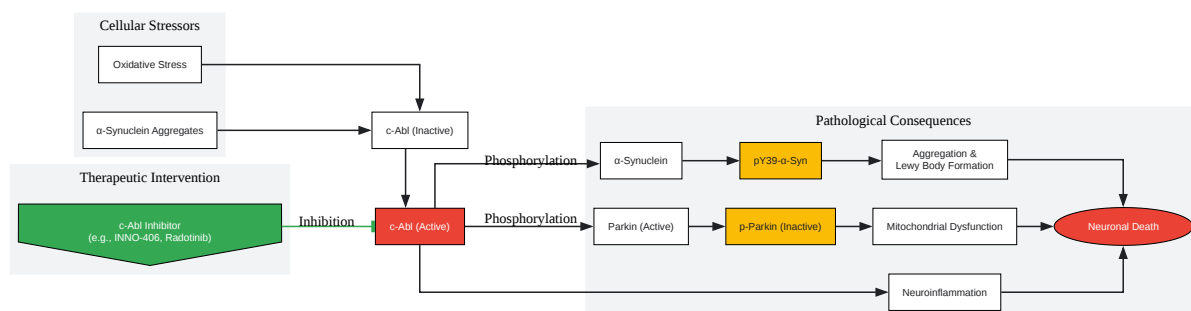 Cellular Stressors
Oxidative Stress
α-Synuclein Aggregates
c-Abl (Inactive)
Therapeutic Intervention
c-Abl Inhibitor
(e.g., INNO-406, Radotinib)
Inhibition
c-Abl (Active)
Phosphorylation
Phosphorylation
Pathological Consequences
α-Synuclein
pY39-α-Syn
Aggregation &
Lewy Body Formation
Parkin (Active)
p-Parkin (Inactive)
Mitochondrial Dysfunction
Neuronal Death
Neuroinflammation